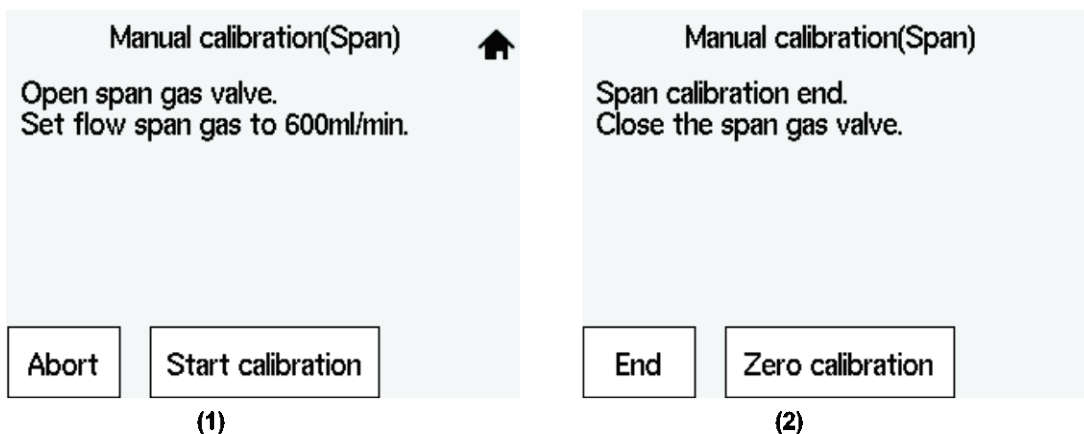 Manual calibration(Span)
Open span gas valve.
Set flow span gas to 600ml/min.
Abort
Start calibration
(1)
Manual calibration(Span)
Span calibration end.
Close the span gas valve.
End
Zero calibration
(2)